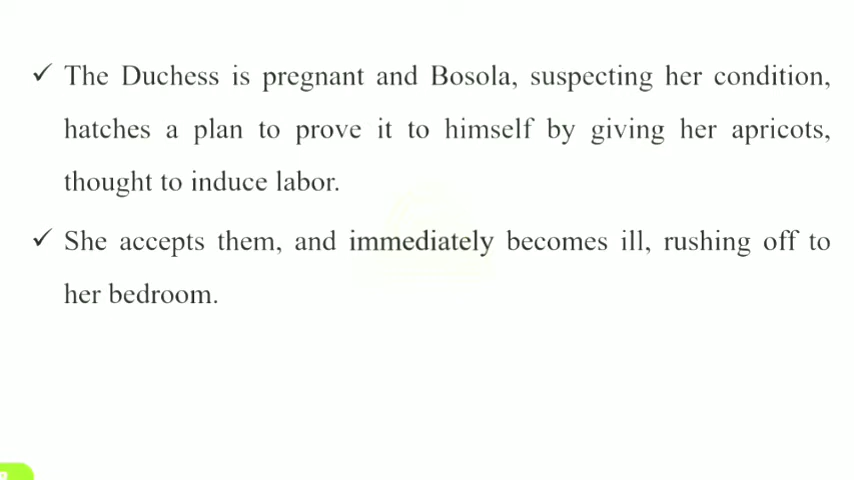 ✓ The Duchess is pregnant and Bosola, suspecting her condition,
hatches a plan to prove it to himself by giving her apricots,
thought to induce labor.
✓ She accepts them, and immediately becomes ill, rushing off to
her bedroom.